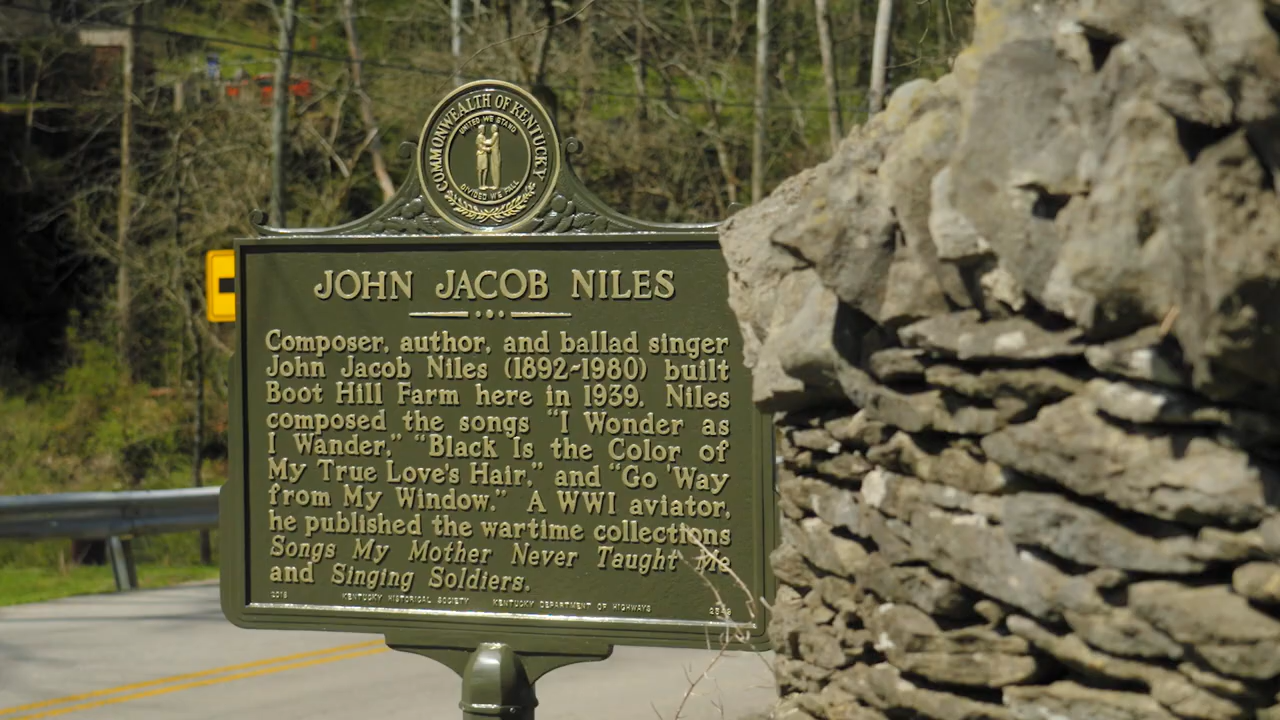 COMMONWEALTH OF KENTUCKY
UNITED WE STAND
DIVIDED WE FALL
JOHN JACOB NILES
Composer, author, and ballad singer
John Jacob Niles (1892-1980) built
Boot Hill Farm here in 1939. Niles
composed the songs "I Wonder as
I Wander," "Black Is the Color of
My True Love's Hair," and "Go 'Way
from My Window." A WWI aviator,
he published the wartime collections
Songs My Mother Never Taught Me
and Singing Soldiers.
KENTUCKY HISTORICAL SOCIETY KENTUCKY DEPARTMENT OF HIGHWAYS